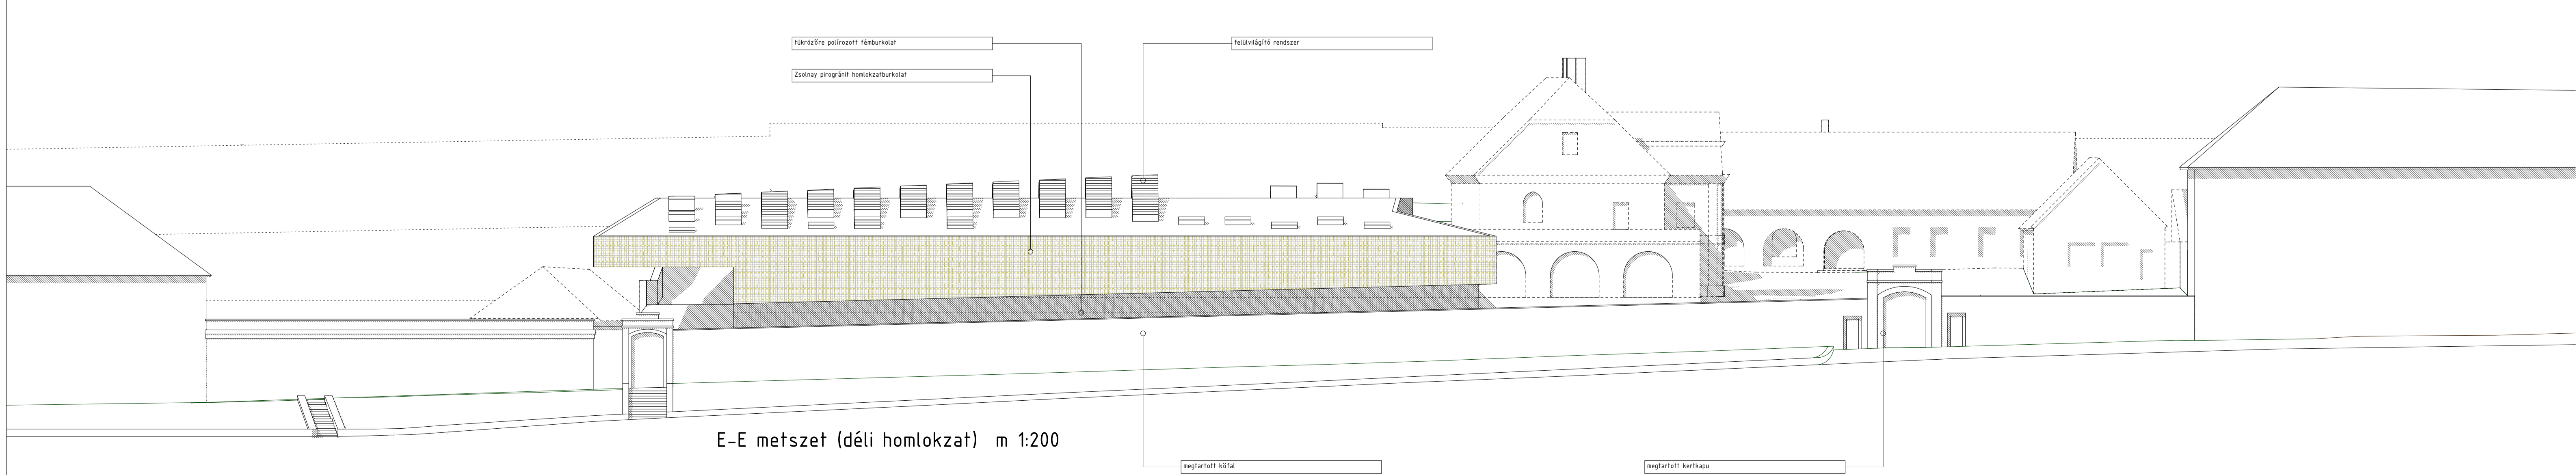 tükrözőre polírozott fémburkolat
felülvilágító rendszer
Zsolnay pirogránit homlokzatburkolat
E-E metszet (déli homlokzat) m 1:200
megtartott kőfal
megtartott kertkapu